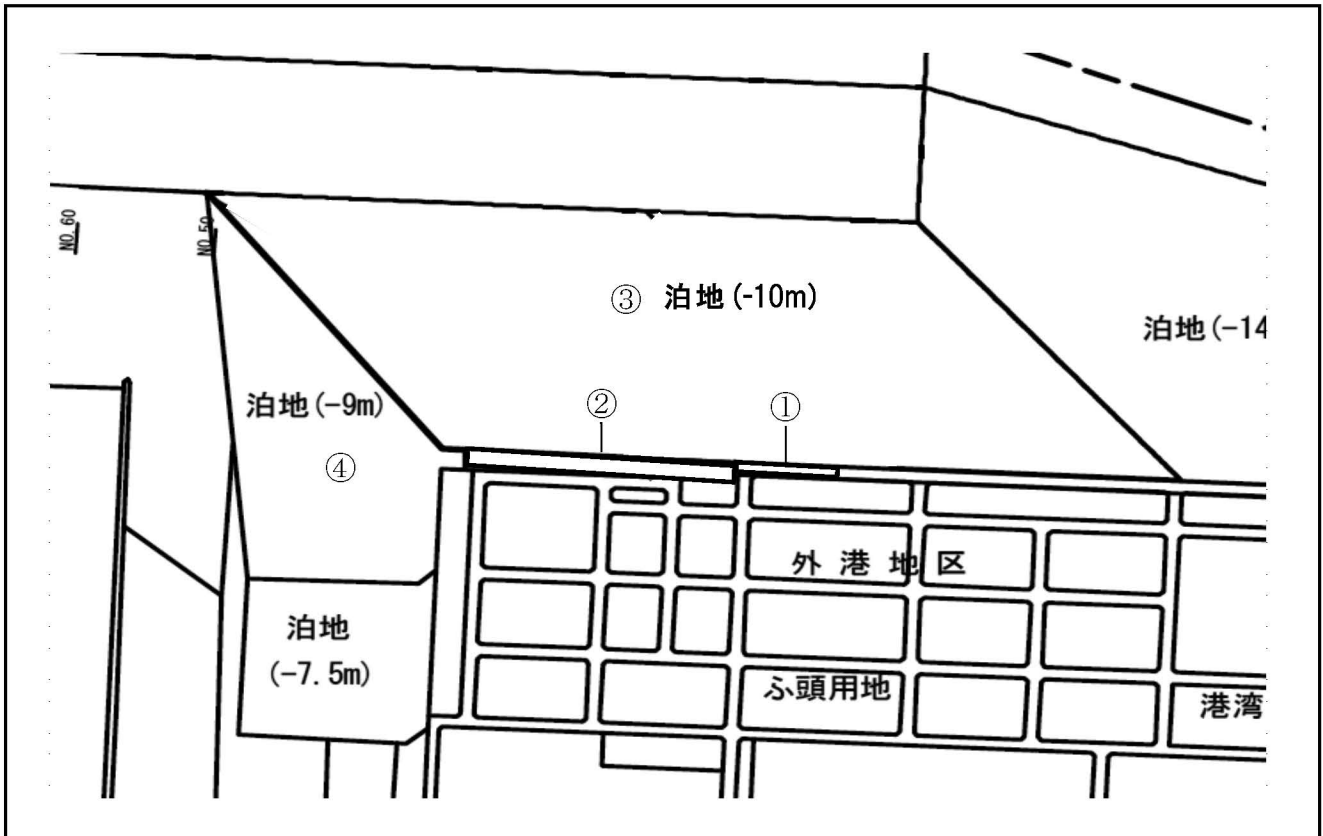 NO.60
NO.50
③ 泊地(-10m)
泊地(-14
泊地(-9m)
②
①
④
外港地区
泊地
(-7.5m)
ふ頭用地
港湾